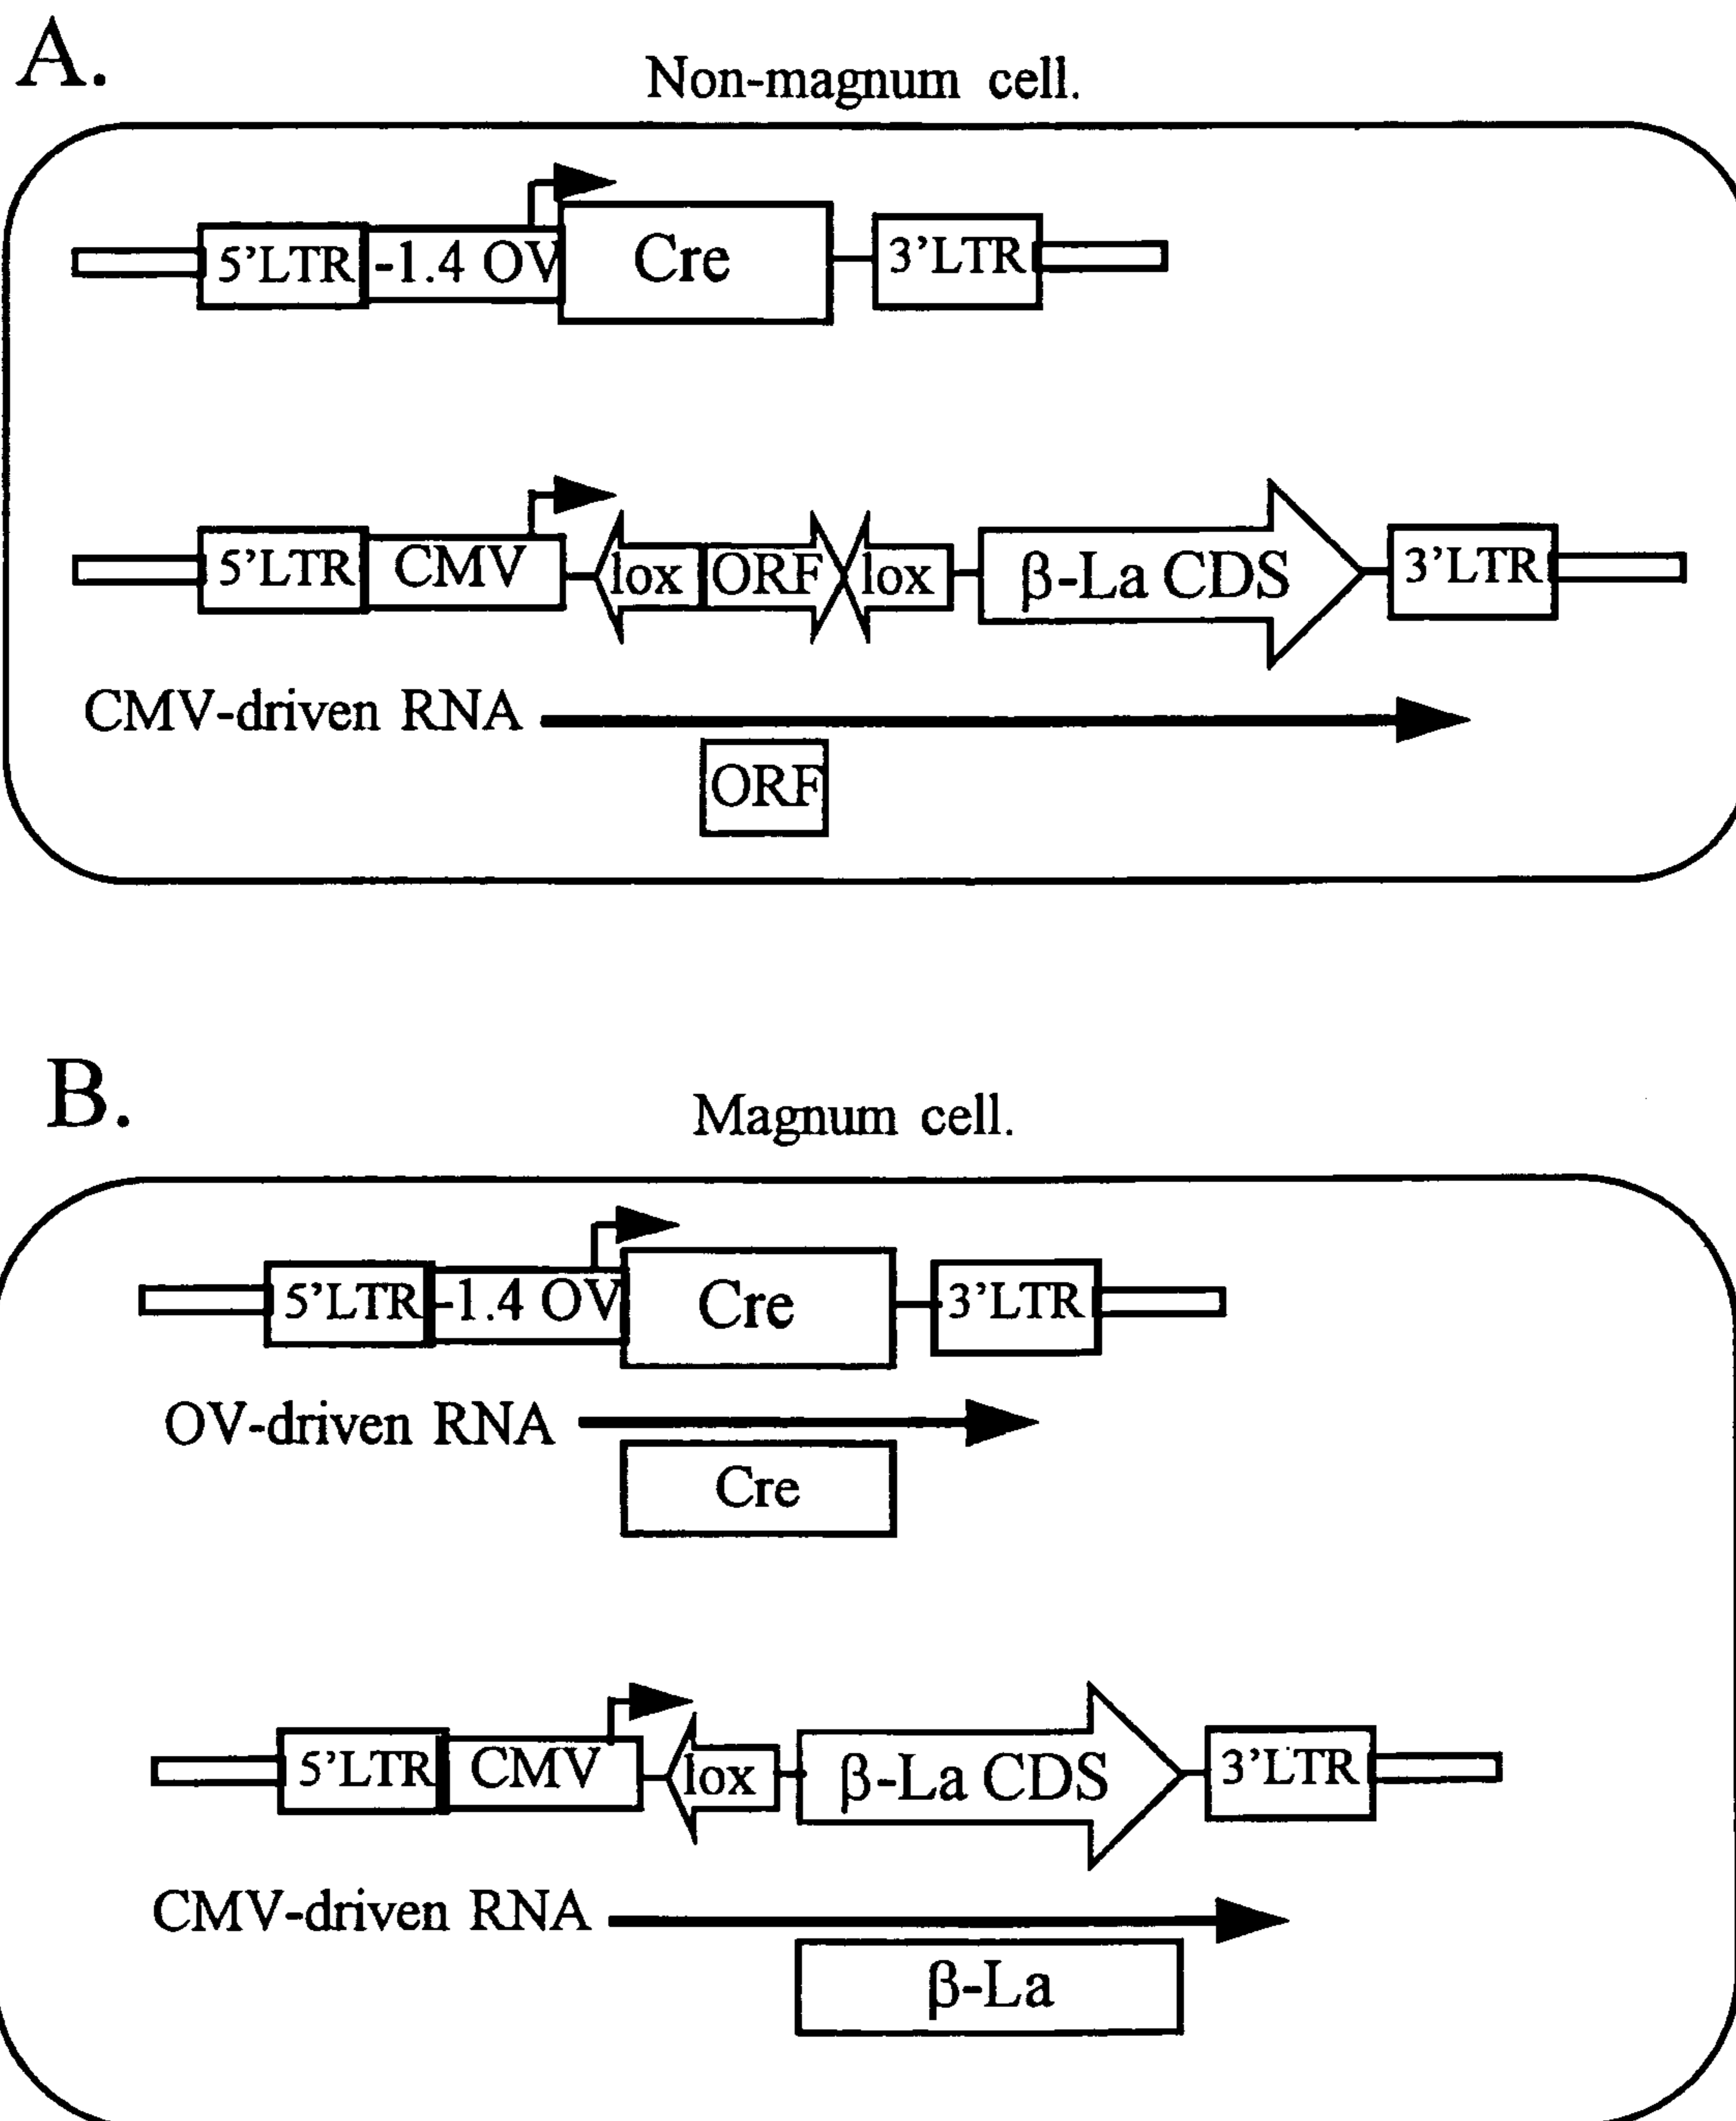 A.
Non-magnum cell.
5'LTR -1.4 OV Cre 3'LTR
5'LTR CMV lox ORF lox β-La CDS 3'LTR
CMV-driven RNA
ORF
B.
Magnum cell.
5'LTR -1.4 OV Cre 3'LTR
OV-driven RNA
Cre
5'LTR CMV lox β-La CDS 3'LTR
CMV-driven RNA
β-La